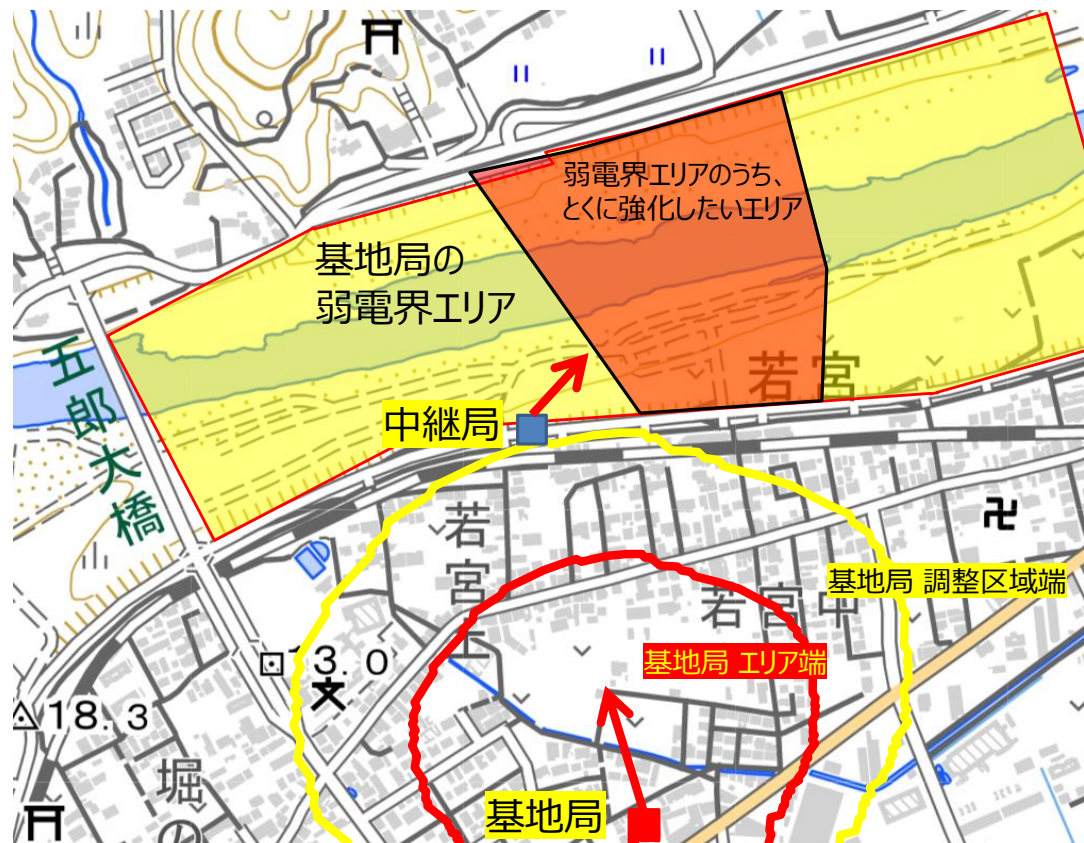 弱電界エリアのうち、
とくに強化したいエリア
基地局の
弱電界エリア
五郎大橋
若宮
中継局
若宮上
基地局 調整区域端
若宮中
13.0
基地局 エリア端
18.3
堀の
基地局